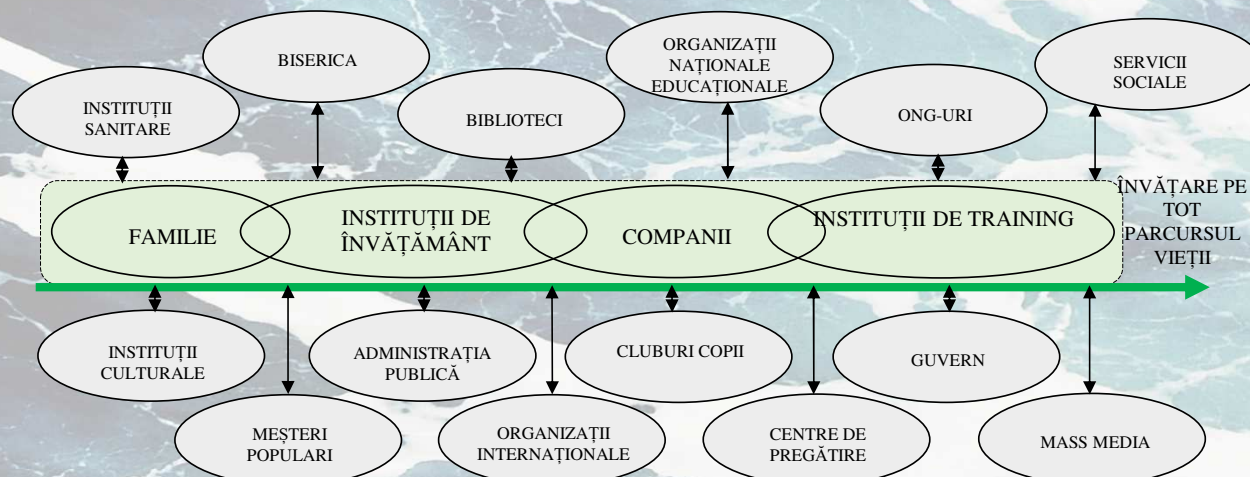 BISERICA
ORGANIZAȚII
NAȚIONALE
EDUCAȚIONALE
SERVICII
SOCIALE
INSTITUȚII
SANITARE
BIBLIOTECI
ONG-URI
FAMILIE
INSTITUȚII DE
ÎNVĂȚĂMÂNT
COMPANII
INSTITUȚII DE TRAINING
ÎNVĂȚARE PE
TOT
PARCURSUL
VIEȚII
INSTITUȚII
CULTURALE
ADMINISTRAȚIA
PUBLICĂ
CLUBURI COPII
GUVERN
MEȘTERI
POPULARI
ORGANIZAȚII
INTERNAȚIONALE
CENTRE DE
PREGĂTIRE
MASS MEDIA